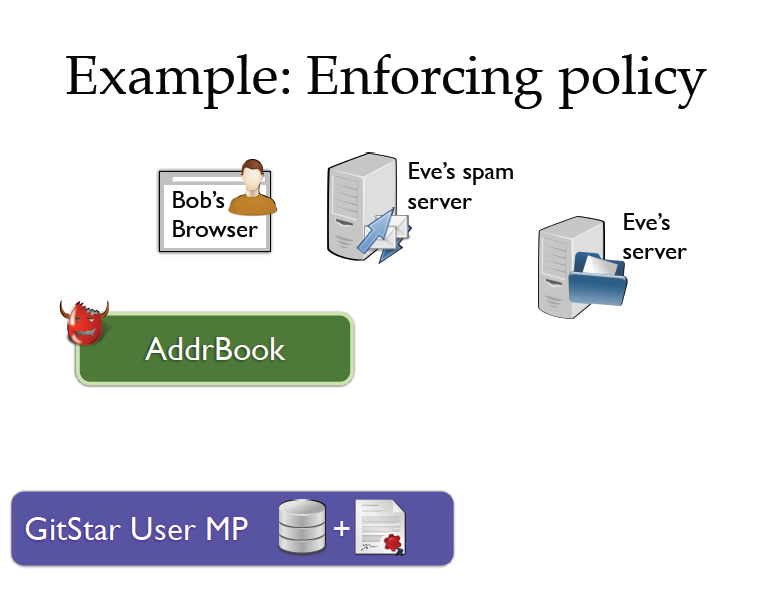 Example: Enforcing policy
Bob's
Browser
Eve's spam
server
Eve's
server
AddrBook
GitStar User MP
+